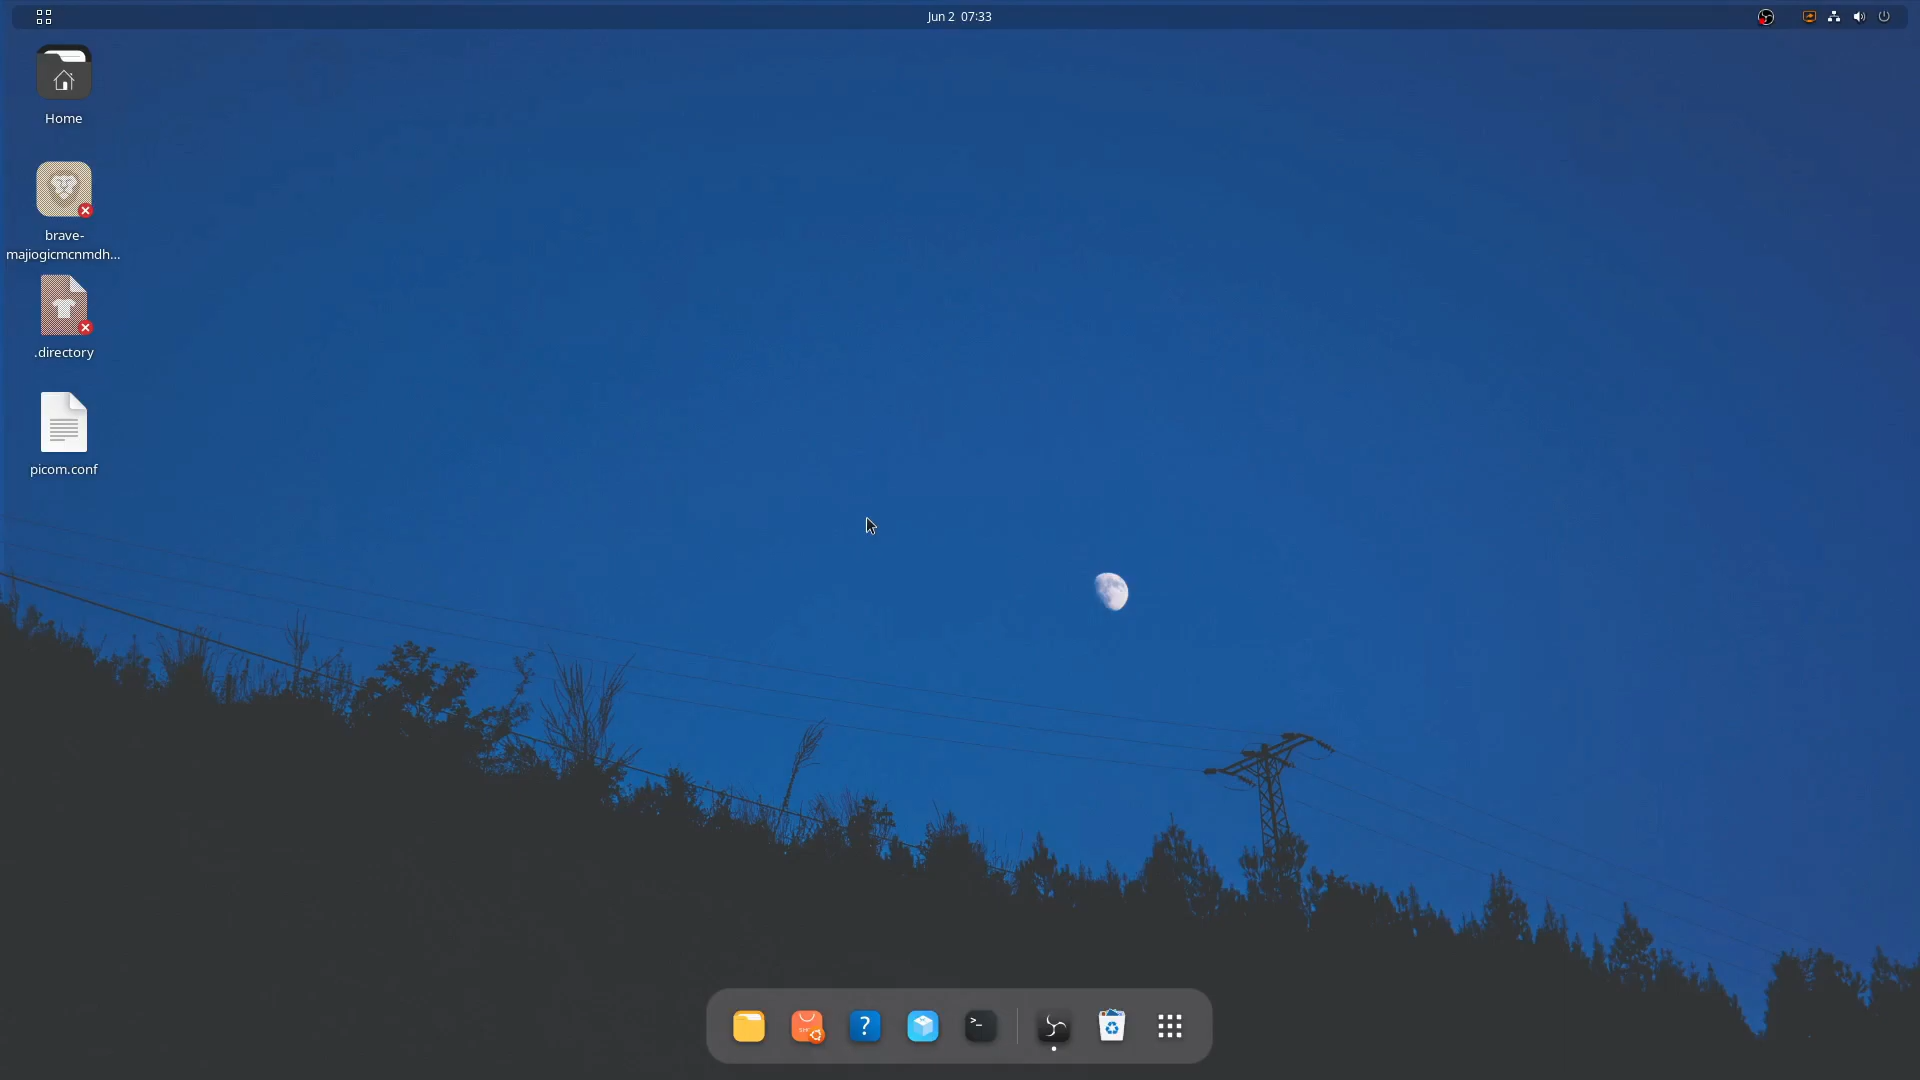 Jun 2 07:33
Home
brave-
majiogicmcnmdh...
.directory
picom.conf